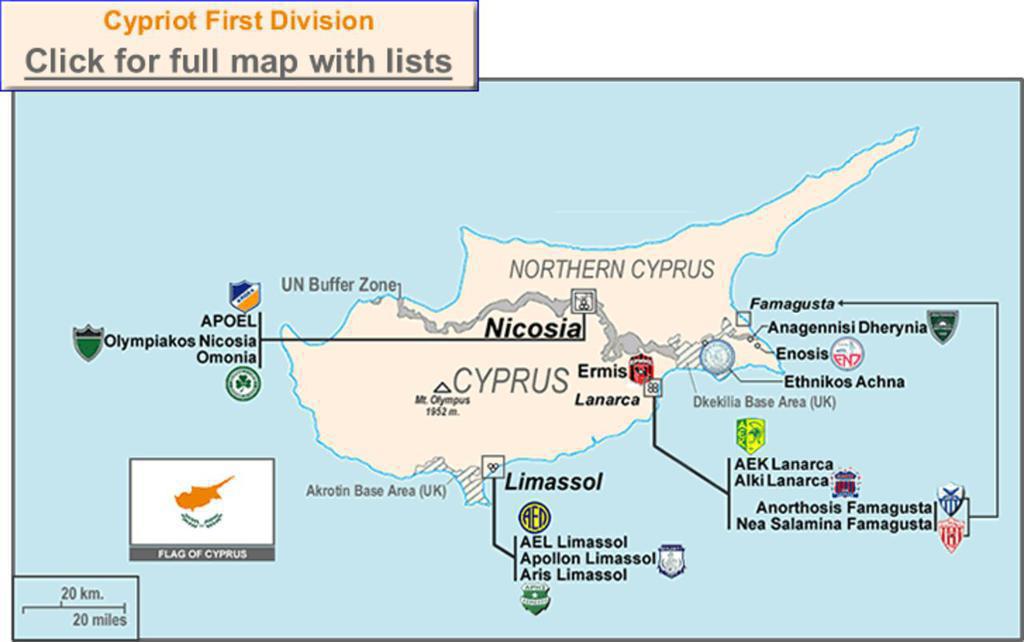 Cypriot First Division
Click for full map with lists
NORTHERN CYPRUS
UN Buffer Zone
Famagusta
APOEL
Olympiakos Nicosia
Omonia
Nicosia
Anagennisi Dherynia
Enosis
Ethnikos Achna
Ermis
Lanarca
CYPRUS
Mt. Olympus
1952 m.
Dkekilia Base Area (UK)
AEK Lanarca
Alki Lanarca
Anorthosis Famagusta
Nea Salamina Famagusta
Akrotin Base Area (UK)
Limassol
AEL Limassol
Apollon Limassol
Aris Limassol
FLAG OF CYPRUS
20 km.
20 miles